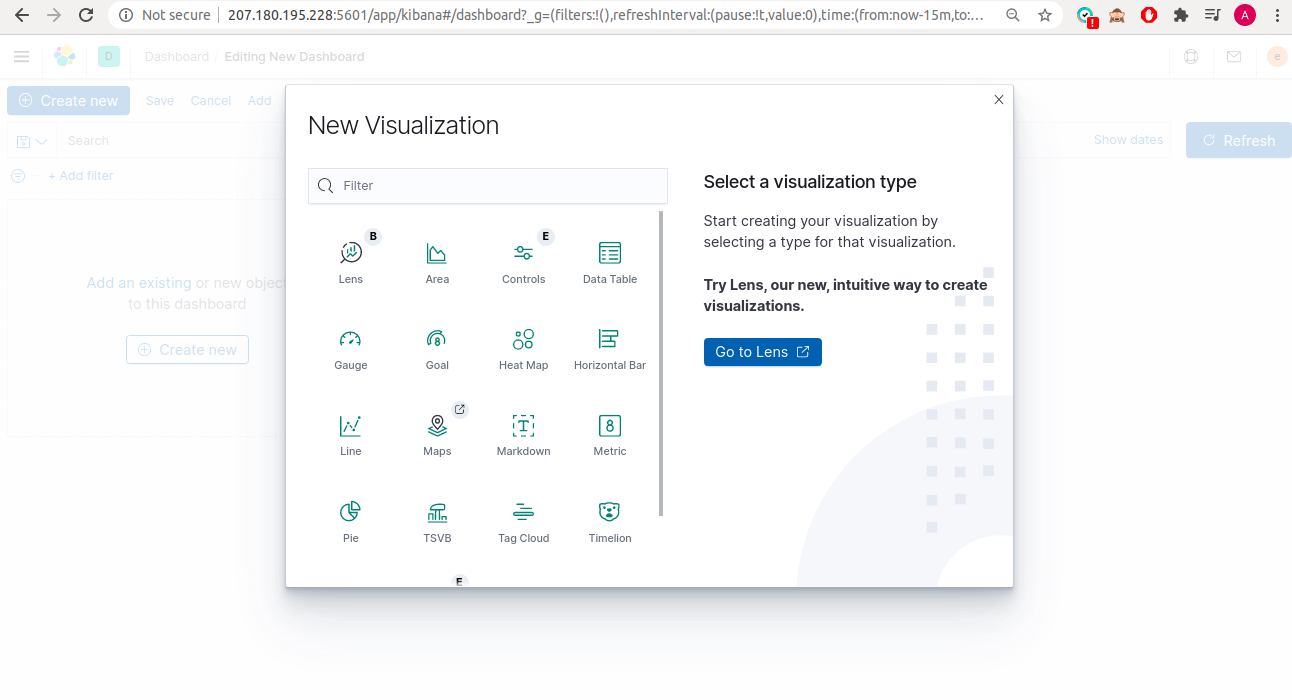 Not secure 207.180.195.228:5601/app/kibana#/dashboard?_g=(filters:!(),refreshInterval:(pause:!t,value:0),time:(from:now-15m,to:...
A
D Dashboard / Editing New Dashboard e
Create new Save Cancel Add
Search Show dates Refresh
+ Add filter
Add an existing or new object
to this dashboard
Create new
New Visualization
Filter
B
Lens
Area
E
Controls
Data Table
Gauge
8
Goal
Heat Map
Horizontal Bar
Line
Maps
T
Markdown
8
Metric
Pie
TSVB
Tag Cloud
Timelion
E
Select a visualization type
Start creating your visualization by
selecting a type for that visualization.
Try Lens, our new, intuitive way to create
visualizations.
Go to Lens